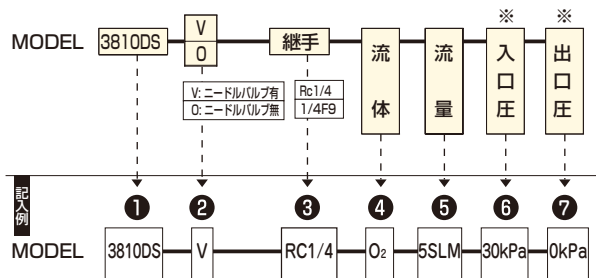 ※ ※
MODEL 3810DS V 継手 流体 流量 入口圧 出口圧
O
V: ニードルバルブ有 Rc1/4
O: ニードルバルブ無 1/4F9
記入例
❶ ❷ ❸ ❹ ❺ ❻ ❼
MODEL 3810DS V RC1/4 O₂ 5SLM 30kPa 0kPa